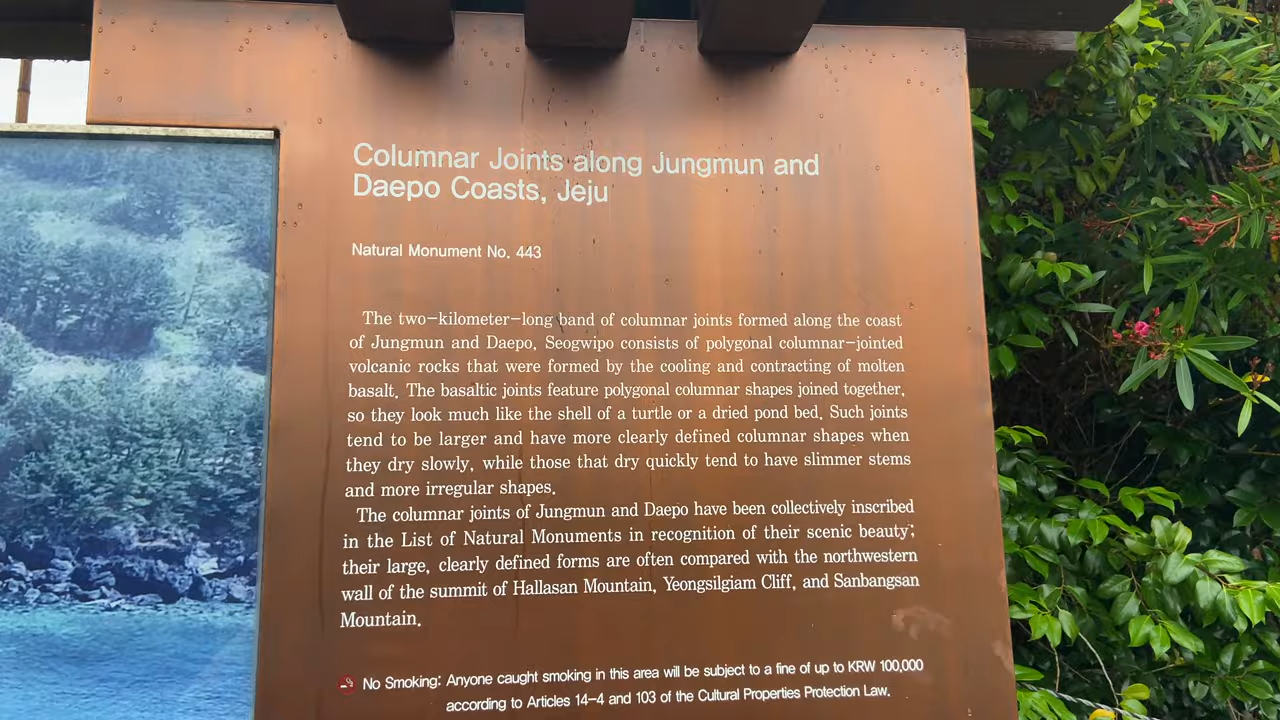 Columnar Joints along Jungmun and
Daepo Coasts, Jeju
Natural Monument No. 443
The two-kilometer-long band of columnar joints formed along the coast
of Jungmun and Daepo, Seogwipo consists of polygonal columnar-jointed
volcanic rocks that were formed by the cooling and contracting of molten
basalt. The basaltic joints feature polygonal columnar shapes joined together,
so they look much like the shell of a turtle or a dried pond bed. Such joints
tend to be larger and have more clearly defined columnar shapes when
they dry slowly, while those that dry quickly tend to have slimmer stems
and more irregular shapes.
The columnar joints of Jungmun and Daepo have been collectively inscribed
in the List of Natural Monuments in recognition of their scenic beauty;
their large, clearly defined forms are often compared with the northwestern
wall of the summit of Hallasan Mountain, Yeongsilgiam Cliff, and Sanbangsan
Mountain.
No Smoking: Anyone caught smoking in this area will be subject to a fine of up to KRW 100,000
according to Articles 14-4 and 103 of the Cultural Properties Protection Law.